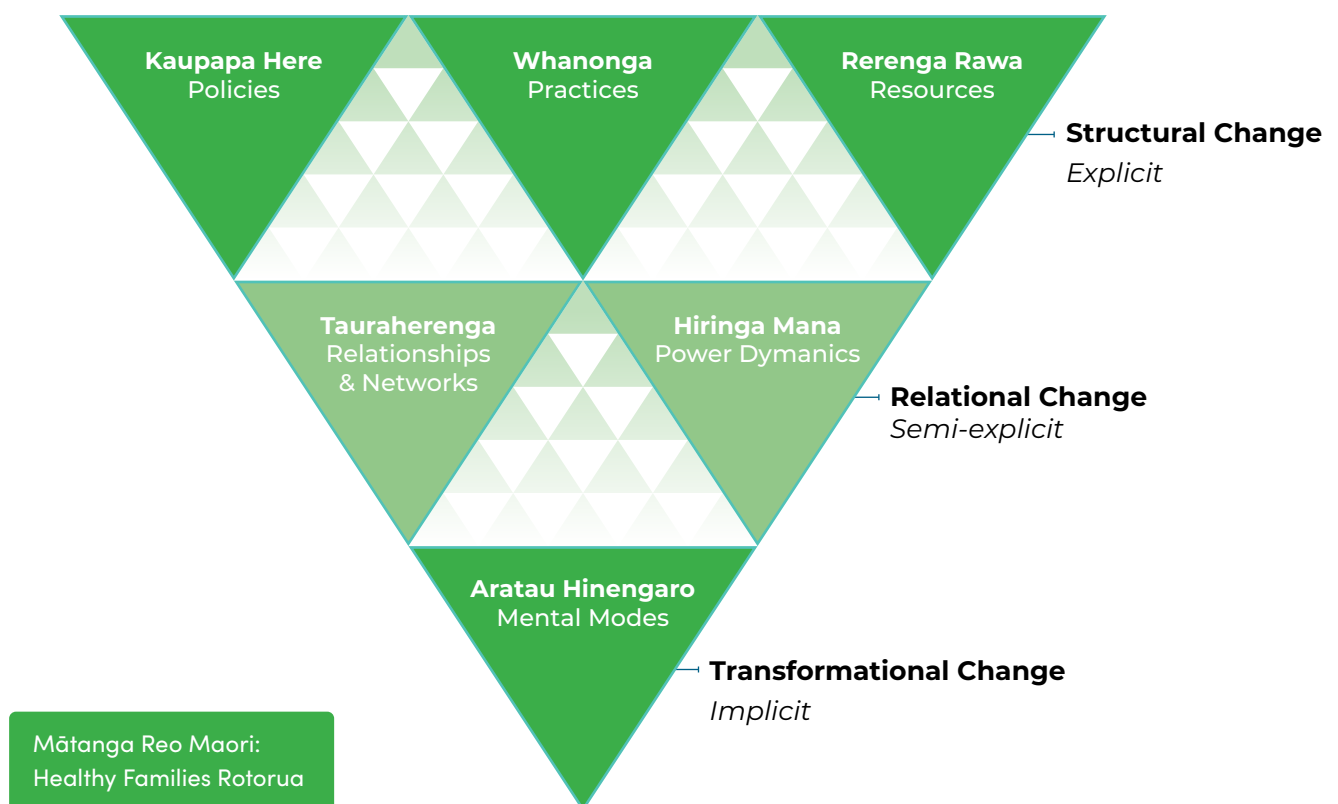 Kaupapa Here
Policies
Whanonga
Practices
Rerenga Rawa
Resources
Structural Change
Explicit
Tauraherenga
Relationships
& Networks
Hiringa Mana
Power Dymanics
Relational Change
Semi-explicit
Aratau Hinengaro
Mental Modes
Transformational Change
Implicit
Mātanga Reo Maori:
Healthy Families Rotorua